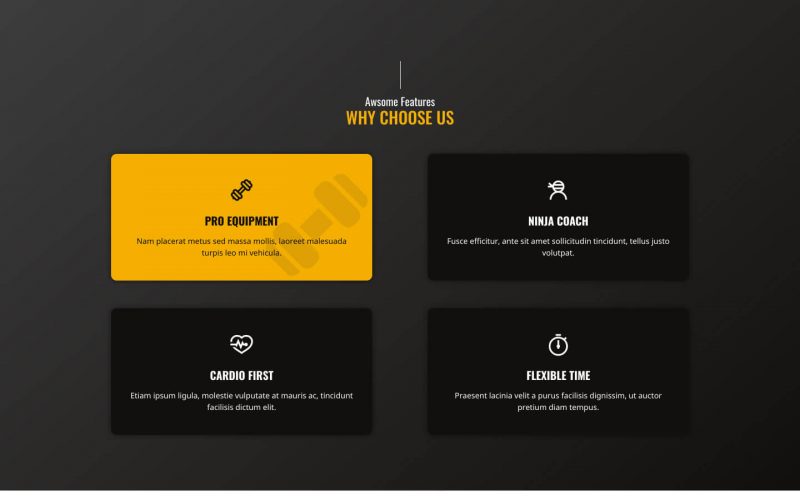 Awsome Features
WHY CHOOSE US
PRO EQUIPMENT
Nam placerat metus sed massa mollis, laoreet malesuada
turpis leo mi vehicula.
NINJA COACH
Fusce efficitur, ante sit amet sollicitudin tincidunt, tellus justo
volutpat.
CARDIO FIRST
Etiam ipsum ligula, molestie vulputate at mauris ac, tincidunt
facilisis dictum elit.
FLEXIBLE TIME
Praesent lacinia velit a purus facilisis dignissim, ut auctor
pretium diam tempus.